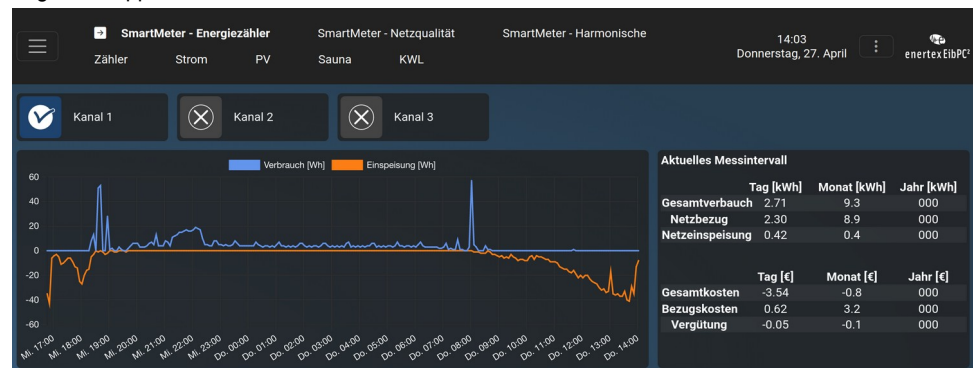 SmartMeter - Energiezähler SmartMeter - Netzqualität SmartMeter - Harmonische
Zähler Strom PV Sauna KWL
14:03
Donnerstag, 27. April
enertex EibPC²
Kanal 1 Kanal 2 Kanal 3
Verbrauch [Wh] Einspeisung [Wh]
60
40
20
0
-20
-40
-60
Mi. 17:00 Mi. 18:00 Mi. 19:00 Mi. 20:00 Mi. 21:00 Mi. 22:00 Mi. 23:00 Do. 00:00 Do. 01:00 Do. 02:00 Do. 03:00 Do. 04:00 Do. 05:00 Do. 06:00 Do. 07:00 Do. 08:00 Do. 09:00 Do. 10:00 Do. 11:00 Do. 12:00 Do. 13:00 Do. 14:00
Aktuelles Messintervall
Tag [kWh] Monat [kWh] Jahr [kWh]
Gesamtverbauch 2.71 9.3 000
Netzbezug 2.30 8.9 000
Netzeinspeisung 0.42 0.4 000
Tag [€] Monat [€] Jahr [€]
Gesamtkosten -3.54 -0.8 000
Bezugskosten 0.62 3.2 000
Vergütung -0.05 -0.1 000